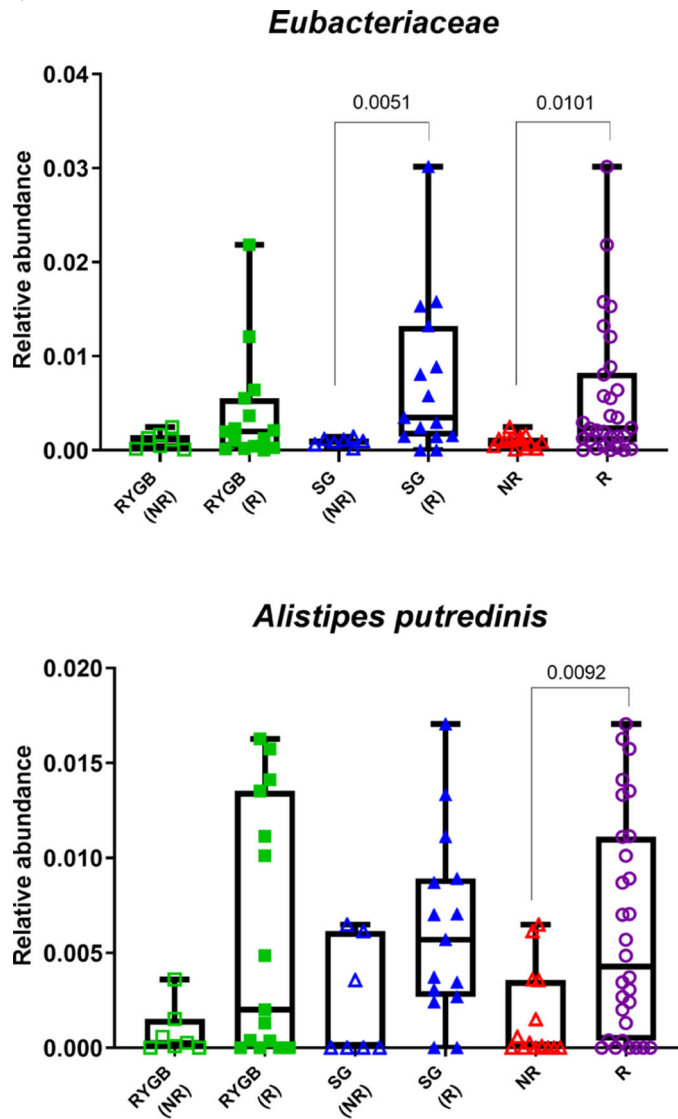 Eubacteriaceae
0.04
0.0051
0.0101
0.03
0.02
0.01
0.00
Relative abundance
RYGB
(NR)
RYGB
(R)
SG
(NR)
SG
(R)
NR
R
Alistipes putredinis
0.020
0.0092
0.015
0.010
0.005
0.000
Relative abundance
RYGB
(NR)
RYGB
(R)
SG
(NR)
SG
(R)
NR
R